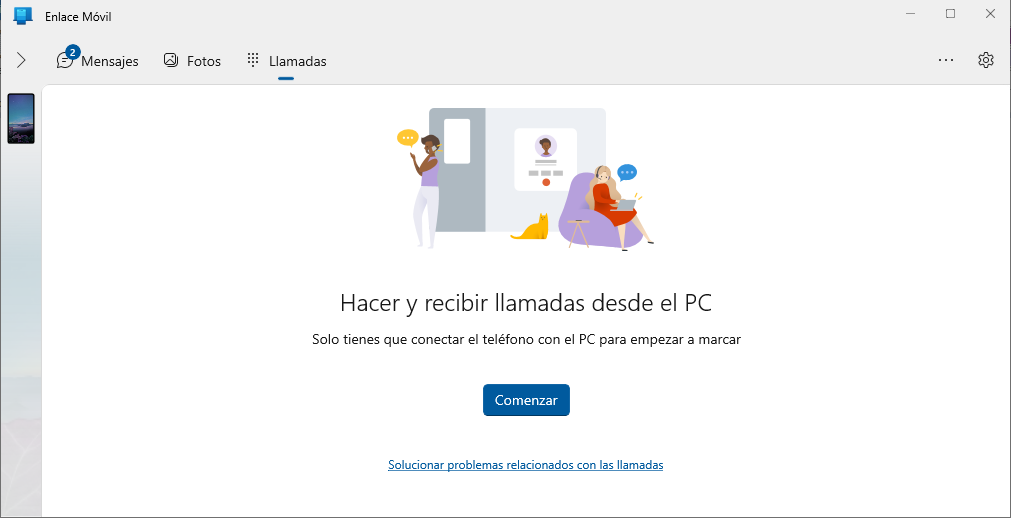 Enlace Móvil
2
Mensajes
Fotos
Llamadas
Hacer y recibir llamadas desde el PC
Solo tienes que conectar el teléfono con el PC para empezar a marcar
Comenzar
Solucionar problemas relacionados con las llamadas